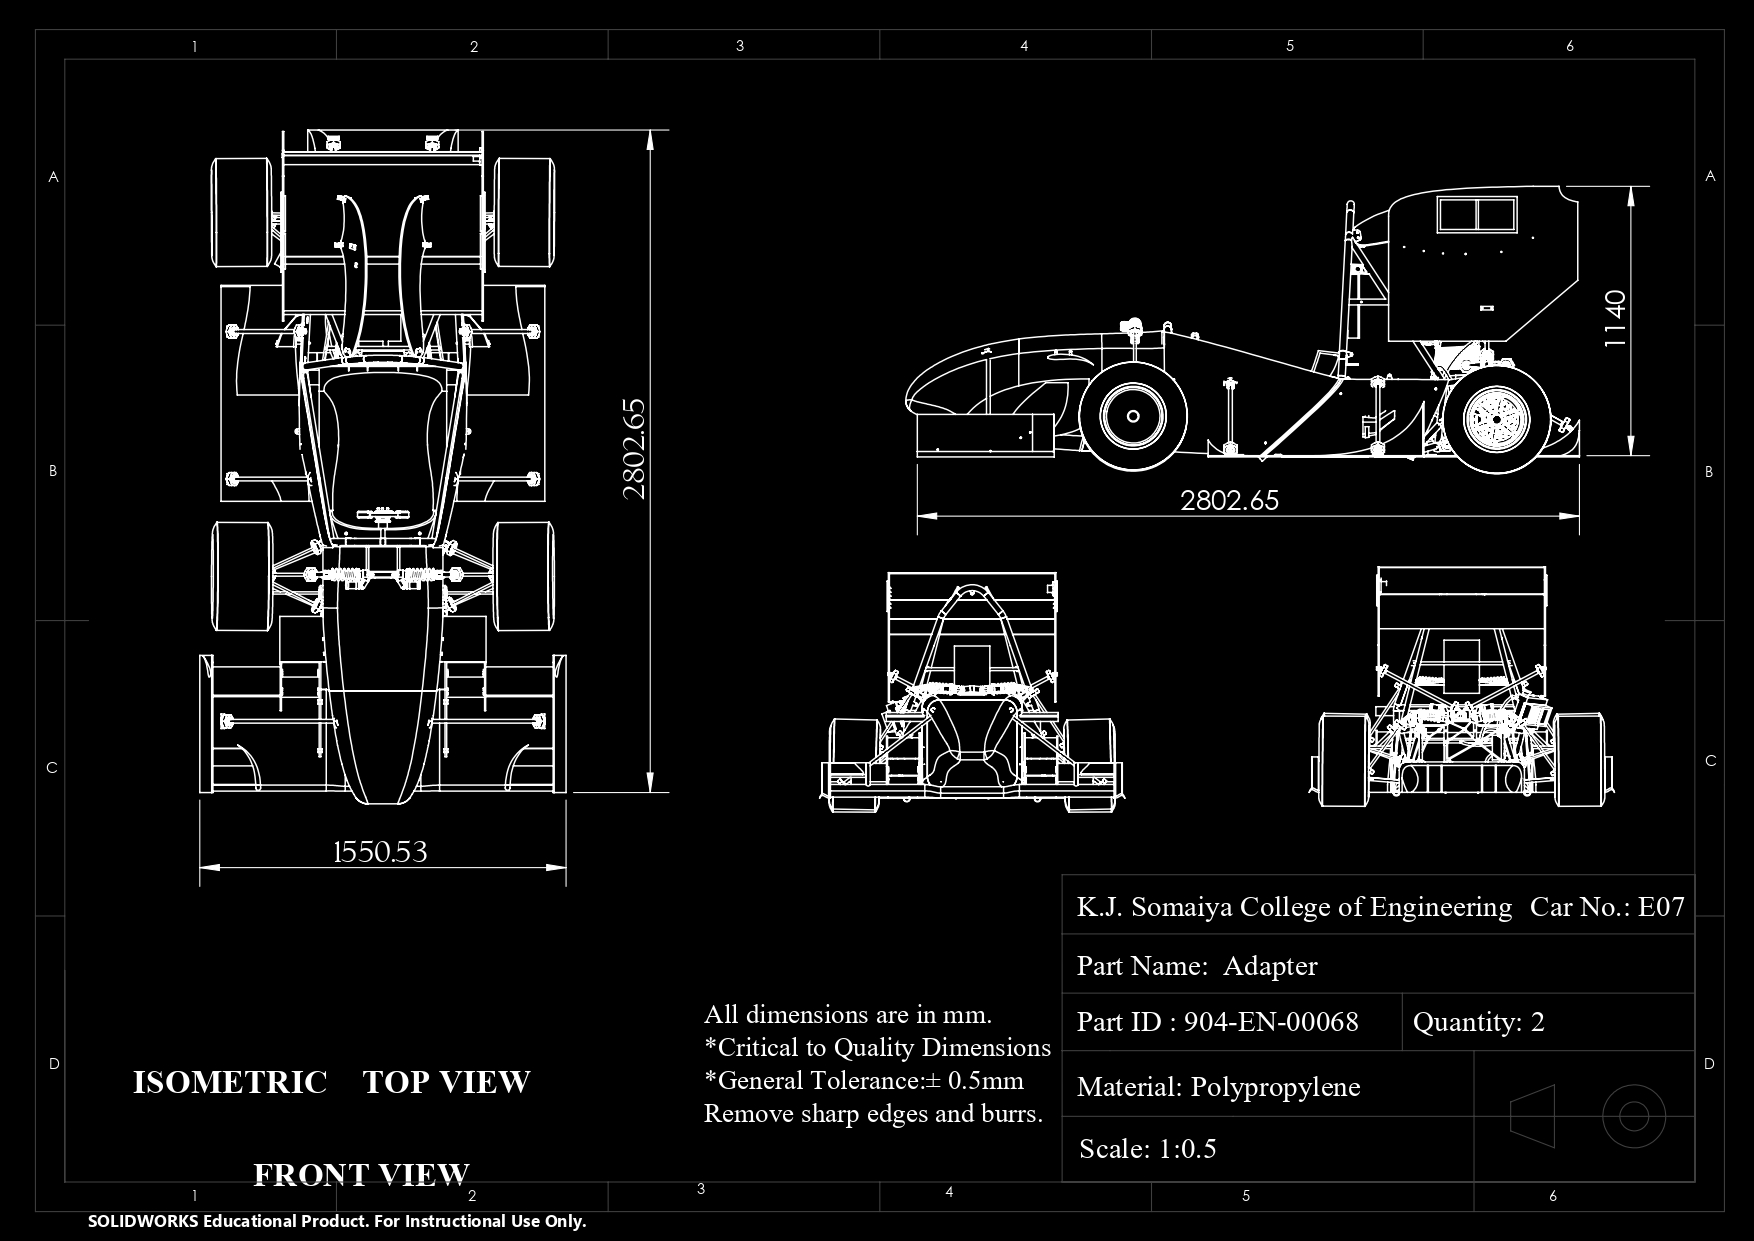 1 2 3 4 5 6
A A
2802.65
1140
2802.65
B B
1550.53
C C
K.J. Somaiya College of Engineering Car No.: E07
Part Name: Adapter
Part ID : 904-EN-00068 Quantity: 2
Material: Polypropylene
Scale: 1:0.5
All dimensions are in mm.
*Critical to Quality Dimensions
*General Tolerance:± 0.5mm
Remove sharp edges and burrs.
D D
ISOMETRIC TOP VIEW
FRONT VIEW
1 2 3 4 5 6
SOLIDWORKS Educational Product. For Instructional Use Only.